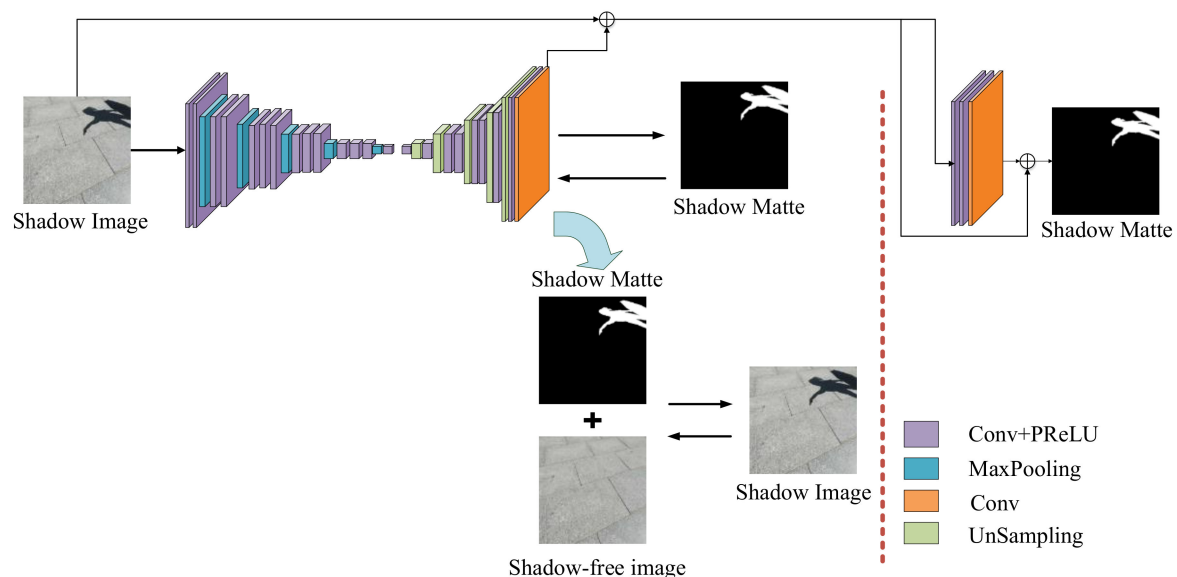 Shadow Image
Shadow Matte
Shadow Matte
Shadow Matte
Shadow Image
Shadow-free image
Conv+PReLU
MaxPooling
Conv
UnSampling